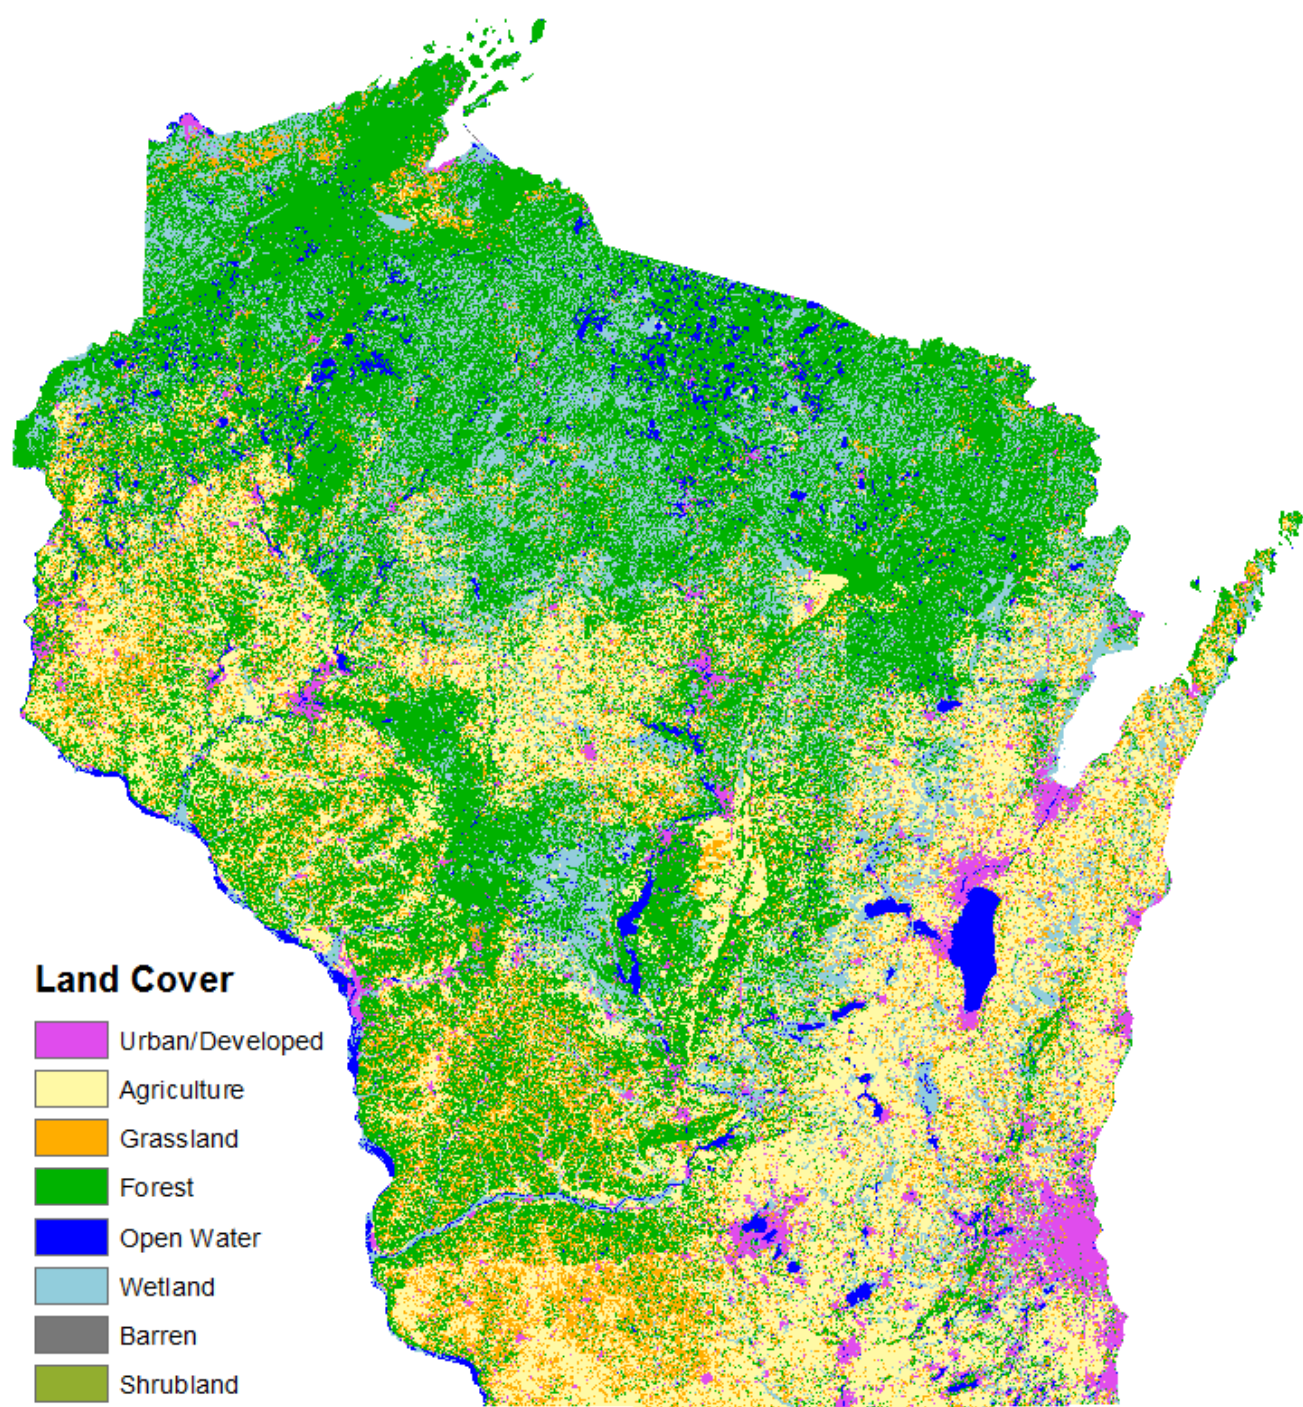 Land Cover
Urban/Developed
Agriculture
Grassland
Forest
Open Water
Wetland
Barren
Shrubland